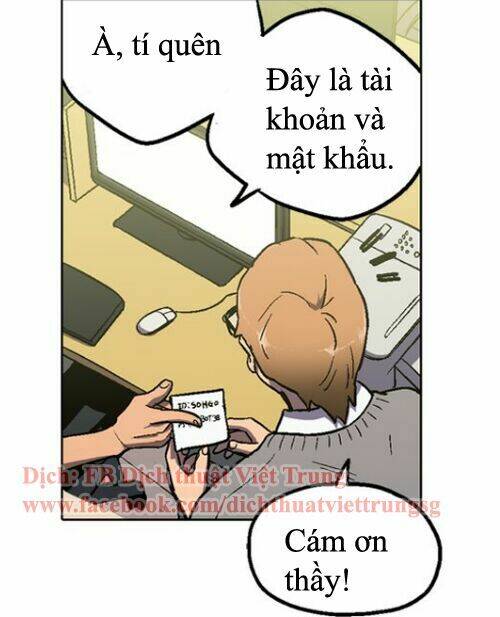 À, tí quên
Đây là tài
khoản và
mật khẩu.
ID:SOHGO
Dịch: FB Dịch thuật Việt Trung
www.facebook.com/dichthuatviettrungsg
Cám ơn
thầy!